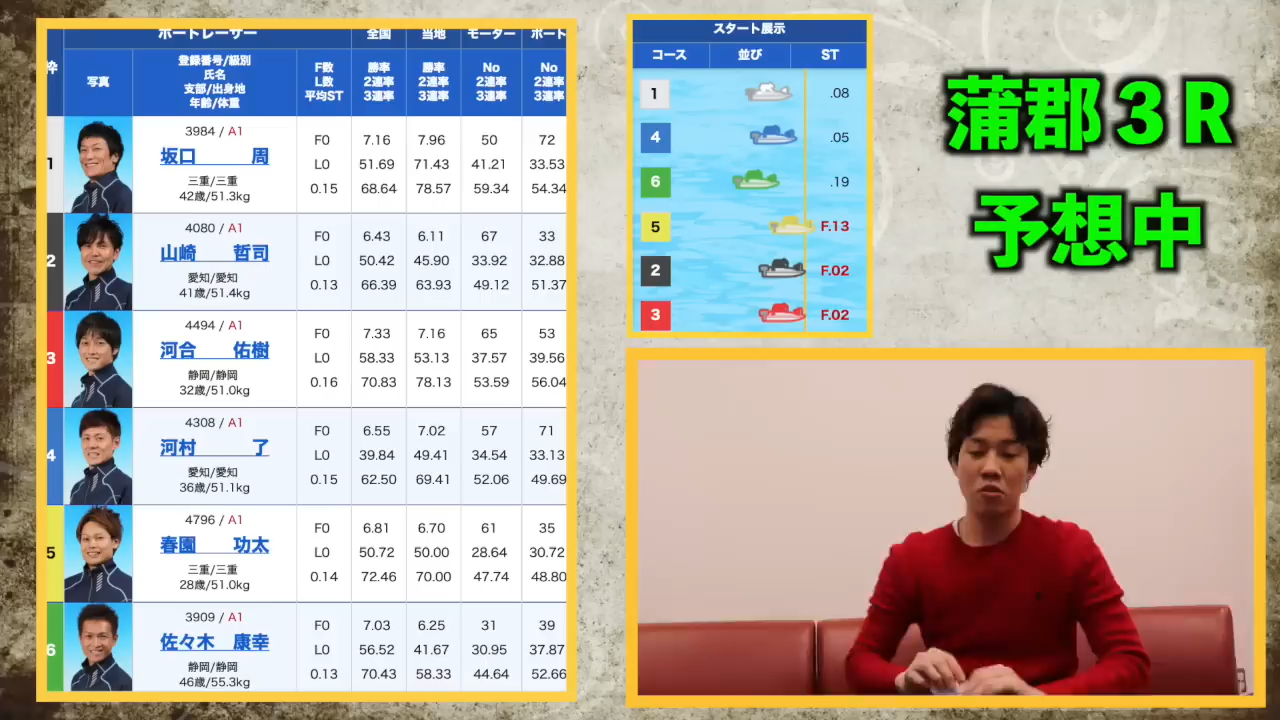 ボートレーサー 全国 当地 モーター ボート
枠 写真 登録番号/級別 氏名 支部/出身地 年齢/体重 F数 L数 平均ST 勝率 2連率 3連率 勝率 2連率 3連率 No 2連率 3連率 No 2連率 3連率
1
3984 / A1
坂口 周
三重/三重
42歳/51.3kg
F0 7.16 7.96 50 72
L0 51.69 71.43 41.21 33.53
0.15 68.64 78.57 59.34 54.34
2
4080 / A1
山崎 哲司
愛知/愛知
41歳/51.4kg
F0 6.43 6.11 67 33
L0 50.42 45.90 33.92 32.88
0.13 66.39 63.93 49.12 51.37
3
4494 / A1
河合 佑樹
静岡/静岡
32歳/51.0kg
F0 7.33 7.16 65 53
L0 58.33 53.13 37.57 39.56
0.16 70.83 78.13 53.59 56.04
4
4308 / A1
河村 了
愛知/愛知
36歳/51.1kg
F0 6.55 7.02 57 71
L0 39.84 49.41 34.54 33.13
0.15 62.50 69.41 52.06 49.69
5
4796 / A1
春園 功太
三重/三重
28歳/51.0kg
F0 6.81 6.70 61 35
L0 50.72 50.00 28.64 30.72
0.14 72.46 70.00 47.74 48.80
6
3909 / A1
佐々木 康幸
静岡/静岡
46歳/55.3kg
F0 7.03 6.25 31 39
L0 56.52 41.67 30.95 37.87
0.13 70.43 58.33 44.64 52.66
スタート展示
コース 並び ST
1 .08
4 .05
6 .19
5 F.13
2 F.02
3 F.02
蒲郡３R
予想中